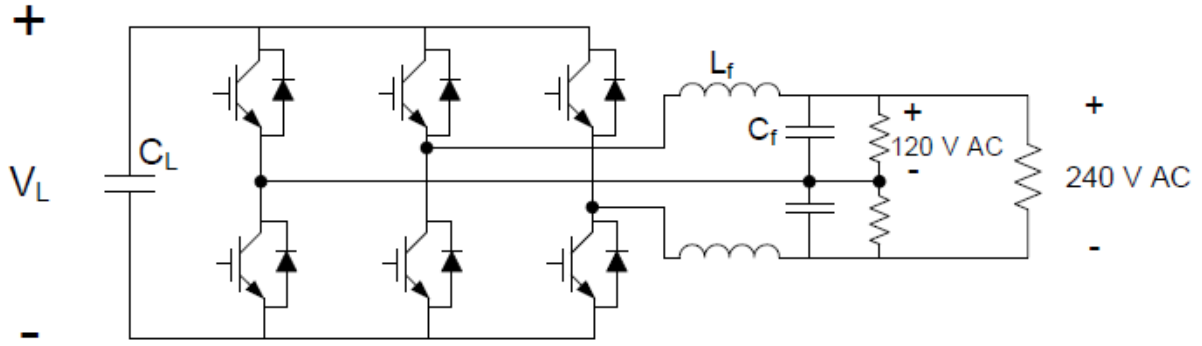 +
L_f
+
+
C_L
C_f
120 V AC
V_L
-
240 V AC
-
-